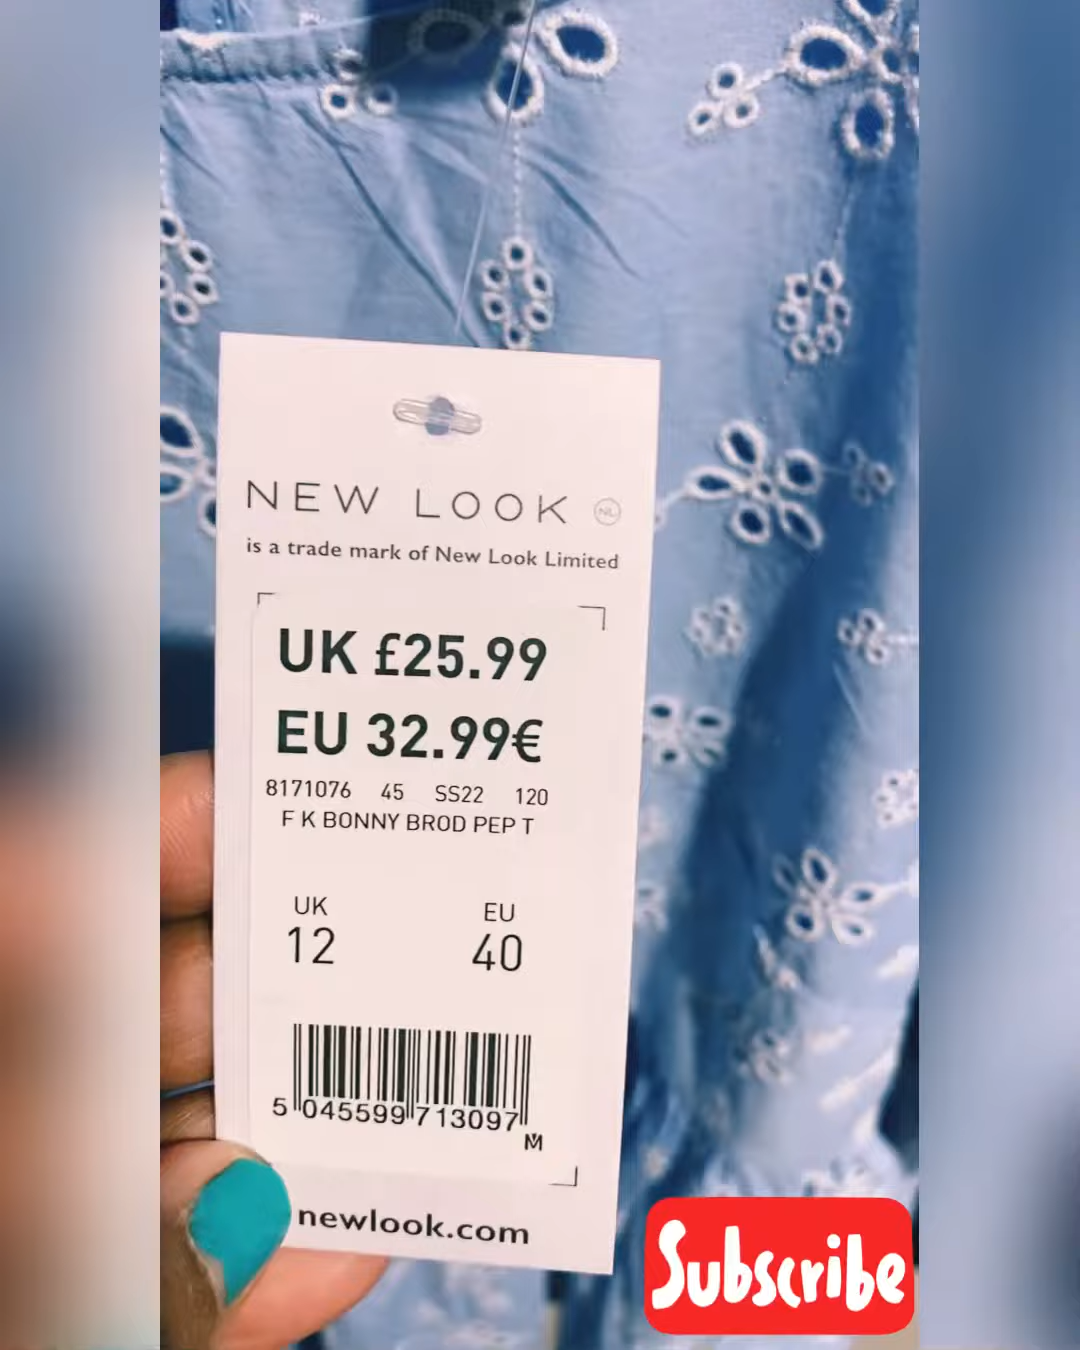 NEW LOOK NL
is a trade mark of New Look Limited
UK £25.99
EU 32.99€
8171076 45 SS22 120
F K BONNY BROD PEP T
UK EU
12 40
5 045599 713097
M
newlook.com
Subscribe